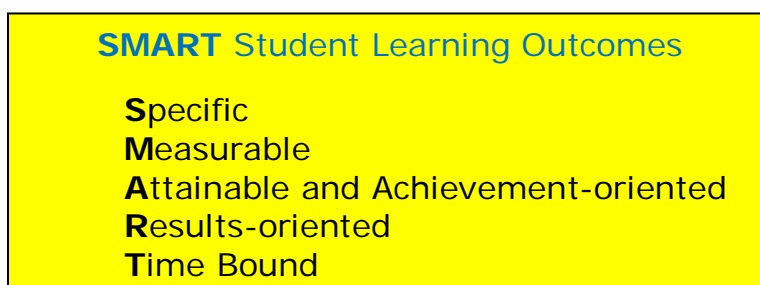 SMART Student Learning Outcomes
Specific
Measurable
Attainable and Achievement-oriented
Results-oriented
Time Bound